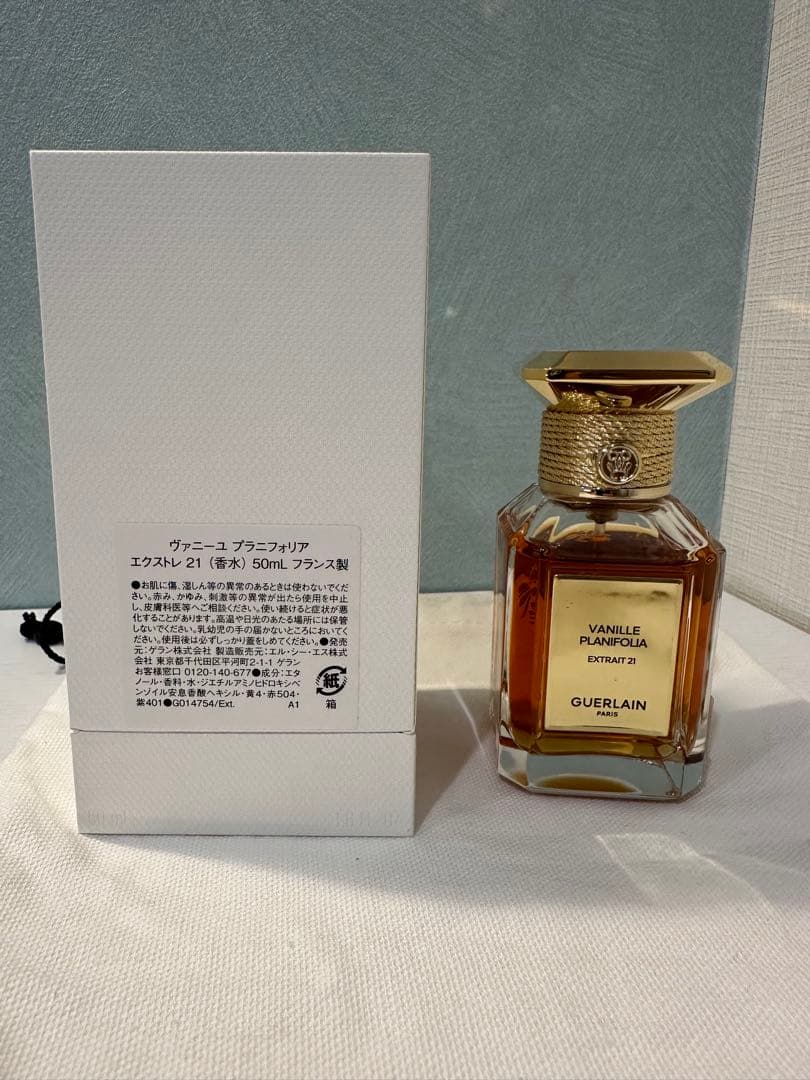 ヴァニーユ プラニフォリア
エクストレ 21（香水）50mL フランス製
●お肌に傷、湿しん等の異常のあるときは使わないでくだ
さい。赤み、かゆみ、刺激等の異常が出たら使用を中止
し、皮膚科医等へご相談ください。使い続けると症状が悪
化することがあります。高温や日光のあたる場所には保管
しないでください。乳幼児の手の届かないところにおいてく
ださい。使用後は必ずしっかり蓋をしめてください。●発売
元：ゲラン株式会社 製造販売元：エル・シー・エス株式
会社 東京都千代田区平河町2-1-1 ゲラン
お客様窓口 0120-140-677●成分：エタ
ノール・香料・水・ジエチルアミノヒドロキシベ
ンゾイル安息香酸ヘキシル・黄4・赤504・
紫401●G014754/Ext. A1
紙
箱
VANILLE
PLANIFOLIA
EXTRAIT 21
GUERLAIN
PARIS